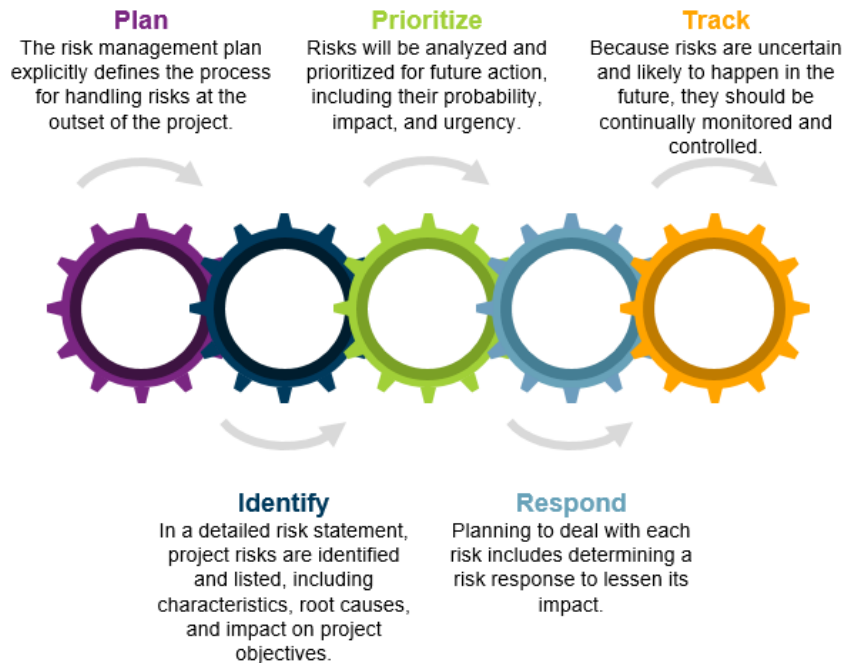 Plan
The risk management plan
explicitly defines the process
for handling risks at the
outset of the project.
Prioritize
Risks will be analyzed and
prioritized for future action,
including their probability,
impact, and urgency.
Track
Because risks are uncertain
and likely to happen in the
future, they should be
continually monitored and
controlled.
Identify
In a detailed risk statement,
project risks are identified
and listed, including
characteristics, root causes,
and impact on project
objectives.
Respond
Planning to deal with each
risk includes determining a
risk response to lessen its
impact.